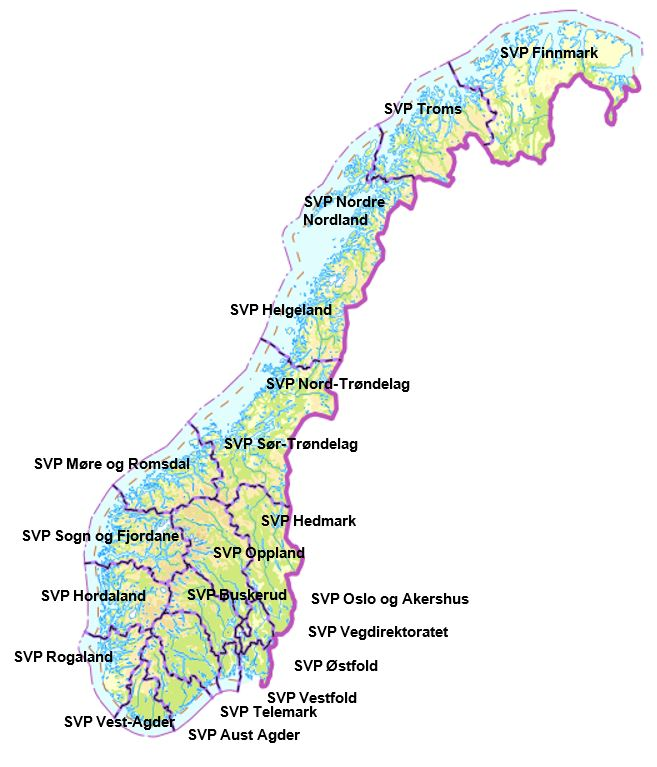 SVP Finnmark
SVP Troms
SVP Nordre
Nordland
SVP Helgeland
SVP Nord-Trøndelag
SVP Sør-Trøndelag
SVP Møre og Romsdal
SVP Hedmark
SVP Sogn og Fjordane
SVP Oppland
SVP Hordaland
SVP Buskerud
SVP Oslo og Akershus
SVP Vegdirektoratet
SVP Rogaland
SVP Østfold
SVP Vestfold
SVP Telemark
SVP Vest-Agder
SVP Aust Agder